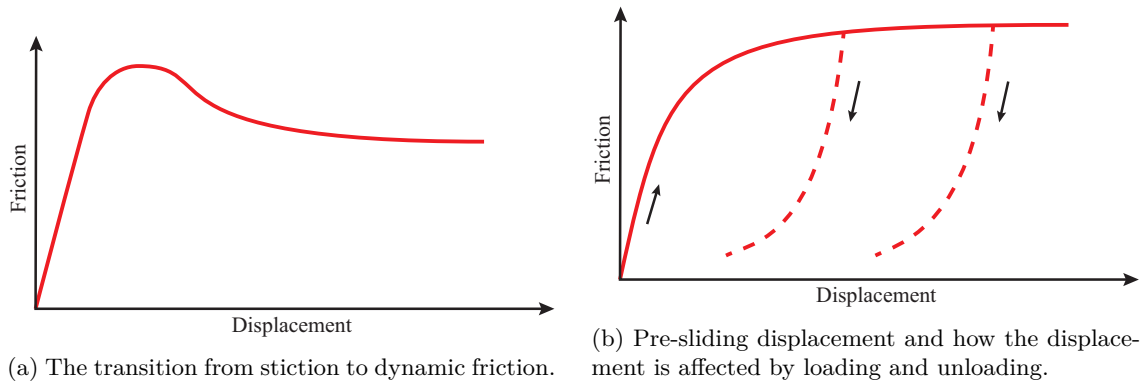 Friction
Displacement
(a) The transition from stiction to dynamic friction.
Friction
Displacement
(b) Pre-sliding displacement and how the displace-
ment is affected by loading and unloading.